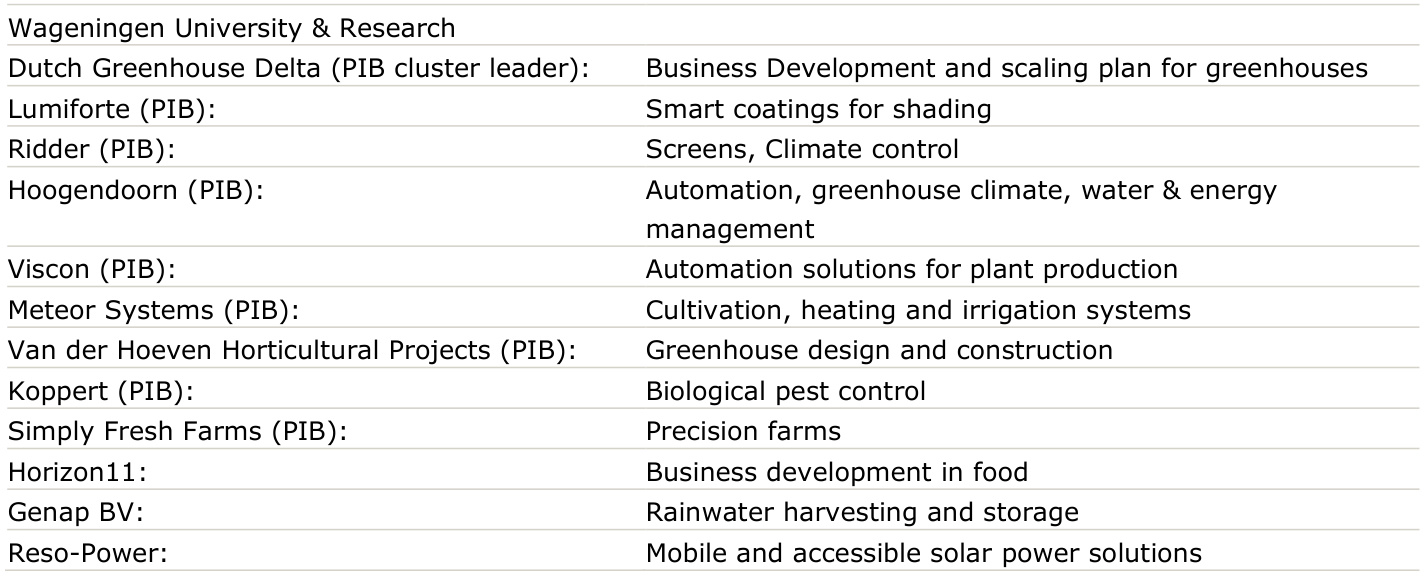 Wageningen University & Research
Dutch Greenhouse Delta (PIB cluster leader): Business Development and scaling plan for greenhouses
Lumiforte (PIB): Smart coatings for shading
Ridder (PIB): Screens, Climate control
Hoogendoorn (PIB): Automation, greenhouse climate, water & energy
management
Viscon (PIB): Automation solutions for plant production
Meteor Systems (PIB): Cultivation, heating and irrigation systems
Van der Hoeven Horticultural Projects (PIB): Greenhouse design and construction
Koppert (PIB): Biological pest control
Simply Fresh Farms (PIB): Precision farms
Horizon11: Business development in food
Genap BV: Rainwater harvesting and storage
Reso-Power: Mobile and accessible solar power solutions